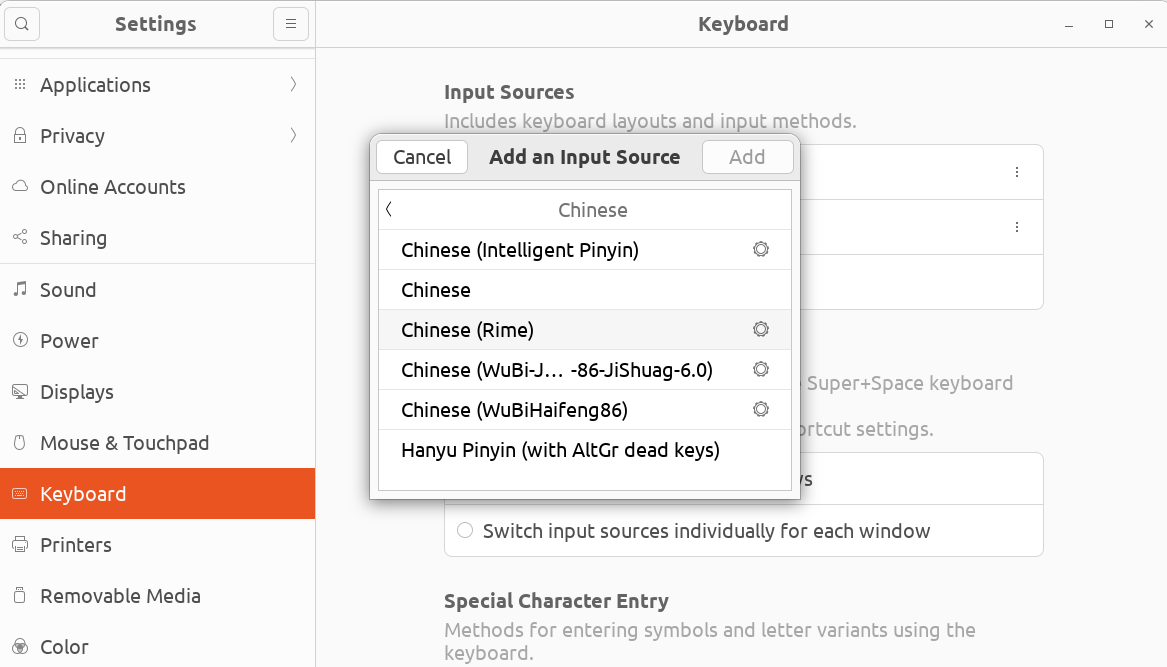 Settings
Keyboard
Applications
Privacy
Online Accounts
Sharing
Sound
Power
Displays
Mouse & Touchpad
Keyboard
Printers
Removable Media
Color
Input Sources
Includes keyboard layouts and input methods.
Cancel
Add an Input Source
Add
Chinese
Chinese (Intelligent Pinyin)
Chinese
Chinese (Rime)
Chinese (WuBi-J... -86-JiShuag-6.0)
Chinese (WuBiHaifeng86)
Hanyu Pinyin (with AltGr dead keys)
Super+Space keyboard
settings.
Switch input sources individually for each window
Special Character Entry
Methods for entering symbols and letter variants using the
keyboard.